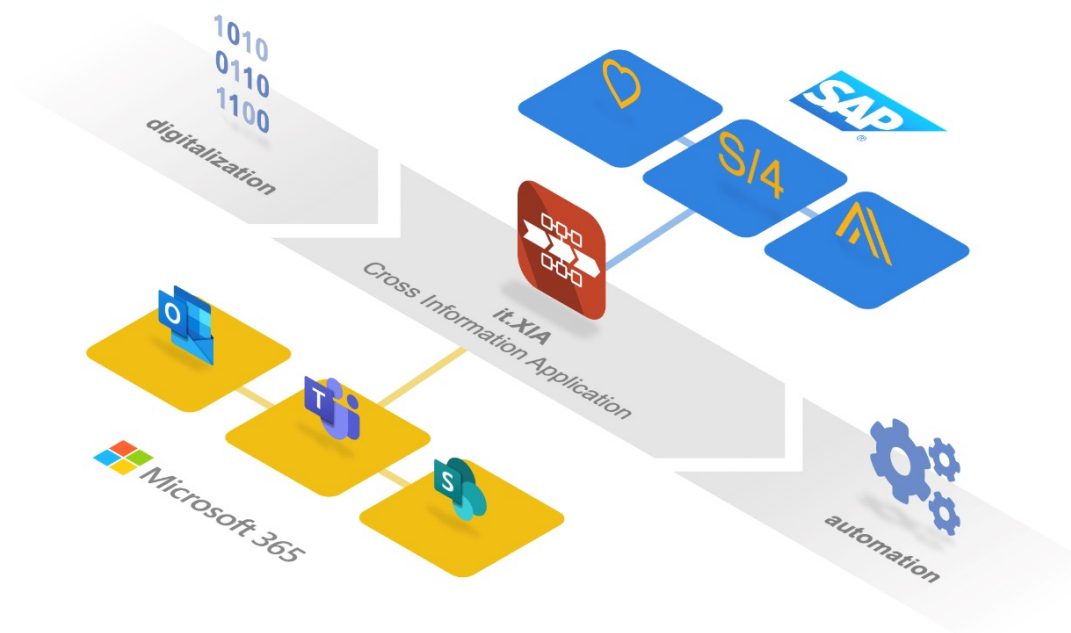 1010
0110
1100
digitalization
SAP
®
S/4
it.XIA
Cross Information Application
O
T
S
Microsoft 365
automation